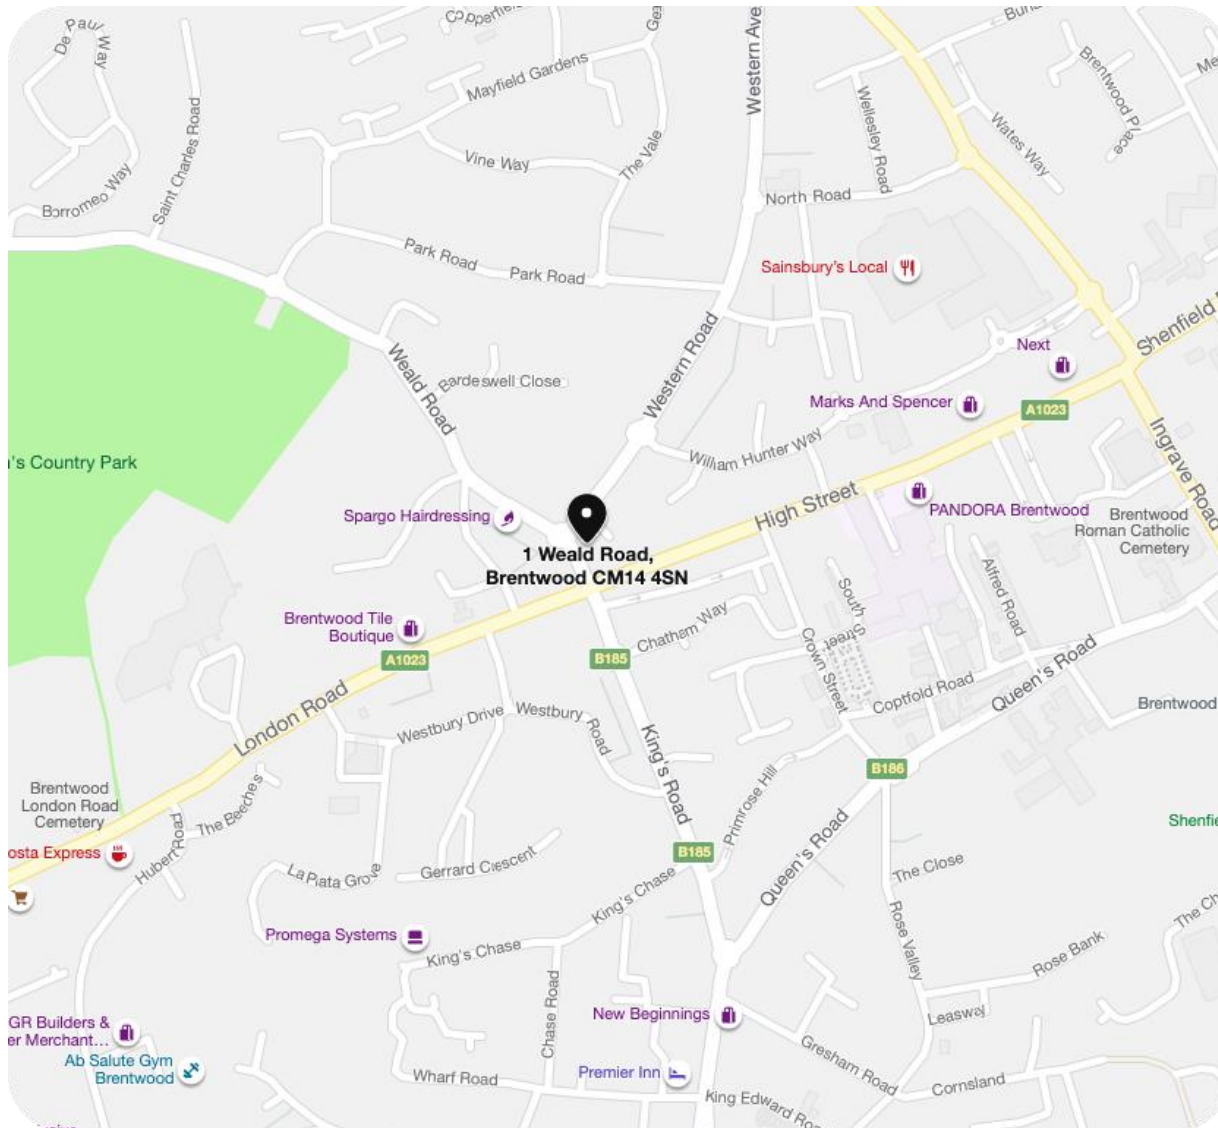 De Paul Way
Copperfie
Mayfield Gardens
Western Ave
Brentwood Place
Wellesley Road
Wates Way
Saint Charles Road
Vine Way
The Vale
Borromeo Way
North Road
Park Road
Park Road
Sainsbury's Local
Shenfield
Next
Weald Road
Western Road
Bardeswell Close
Marks And Spencer
A1023
's Country Park
William Hunter Way
Ingrave Road
High Street
Spargo Hairdressing
PANDORA Brentwood
Brentwood
Roman Catholic
Cemetery
1 Weald Road,
Brentwood CM14 4SN
South Street
Alfred Road
Brentwood Tile
Boutique
Chatham Way
Crown Street
A1023
B185
London Road
Coptfold Road
Queen's Road
Westbury Drive
Westbury Road
Brentwood
King's Road
B186
Brentwood
London Road
Cemetery
The Beeches
Primrose Hill
Shenfie
osta Express
Hubert Road
B185
Queen's Road
La Plata Grove
Gerrard Crescent
The Close
King's Chase
Rose Valley
The Ch
Promega Systems
King's Chase
Rose Bank
Chase Road
New Beginnings
Leasway
GR Builders &
er Merchant...
Ab Salute Gym
Brentwood
Gresham Road
Premier Inn
Wharf Road
Cornsland
King Edward Roa